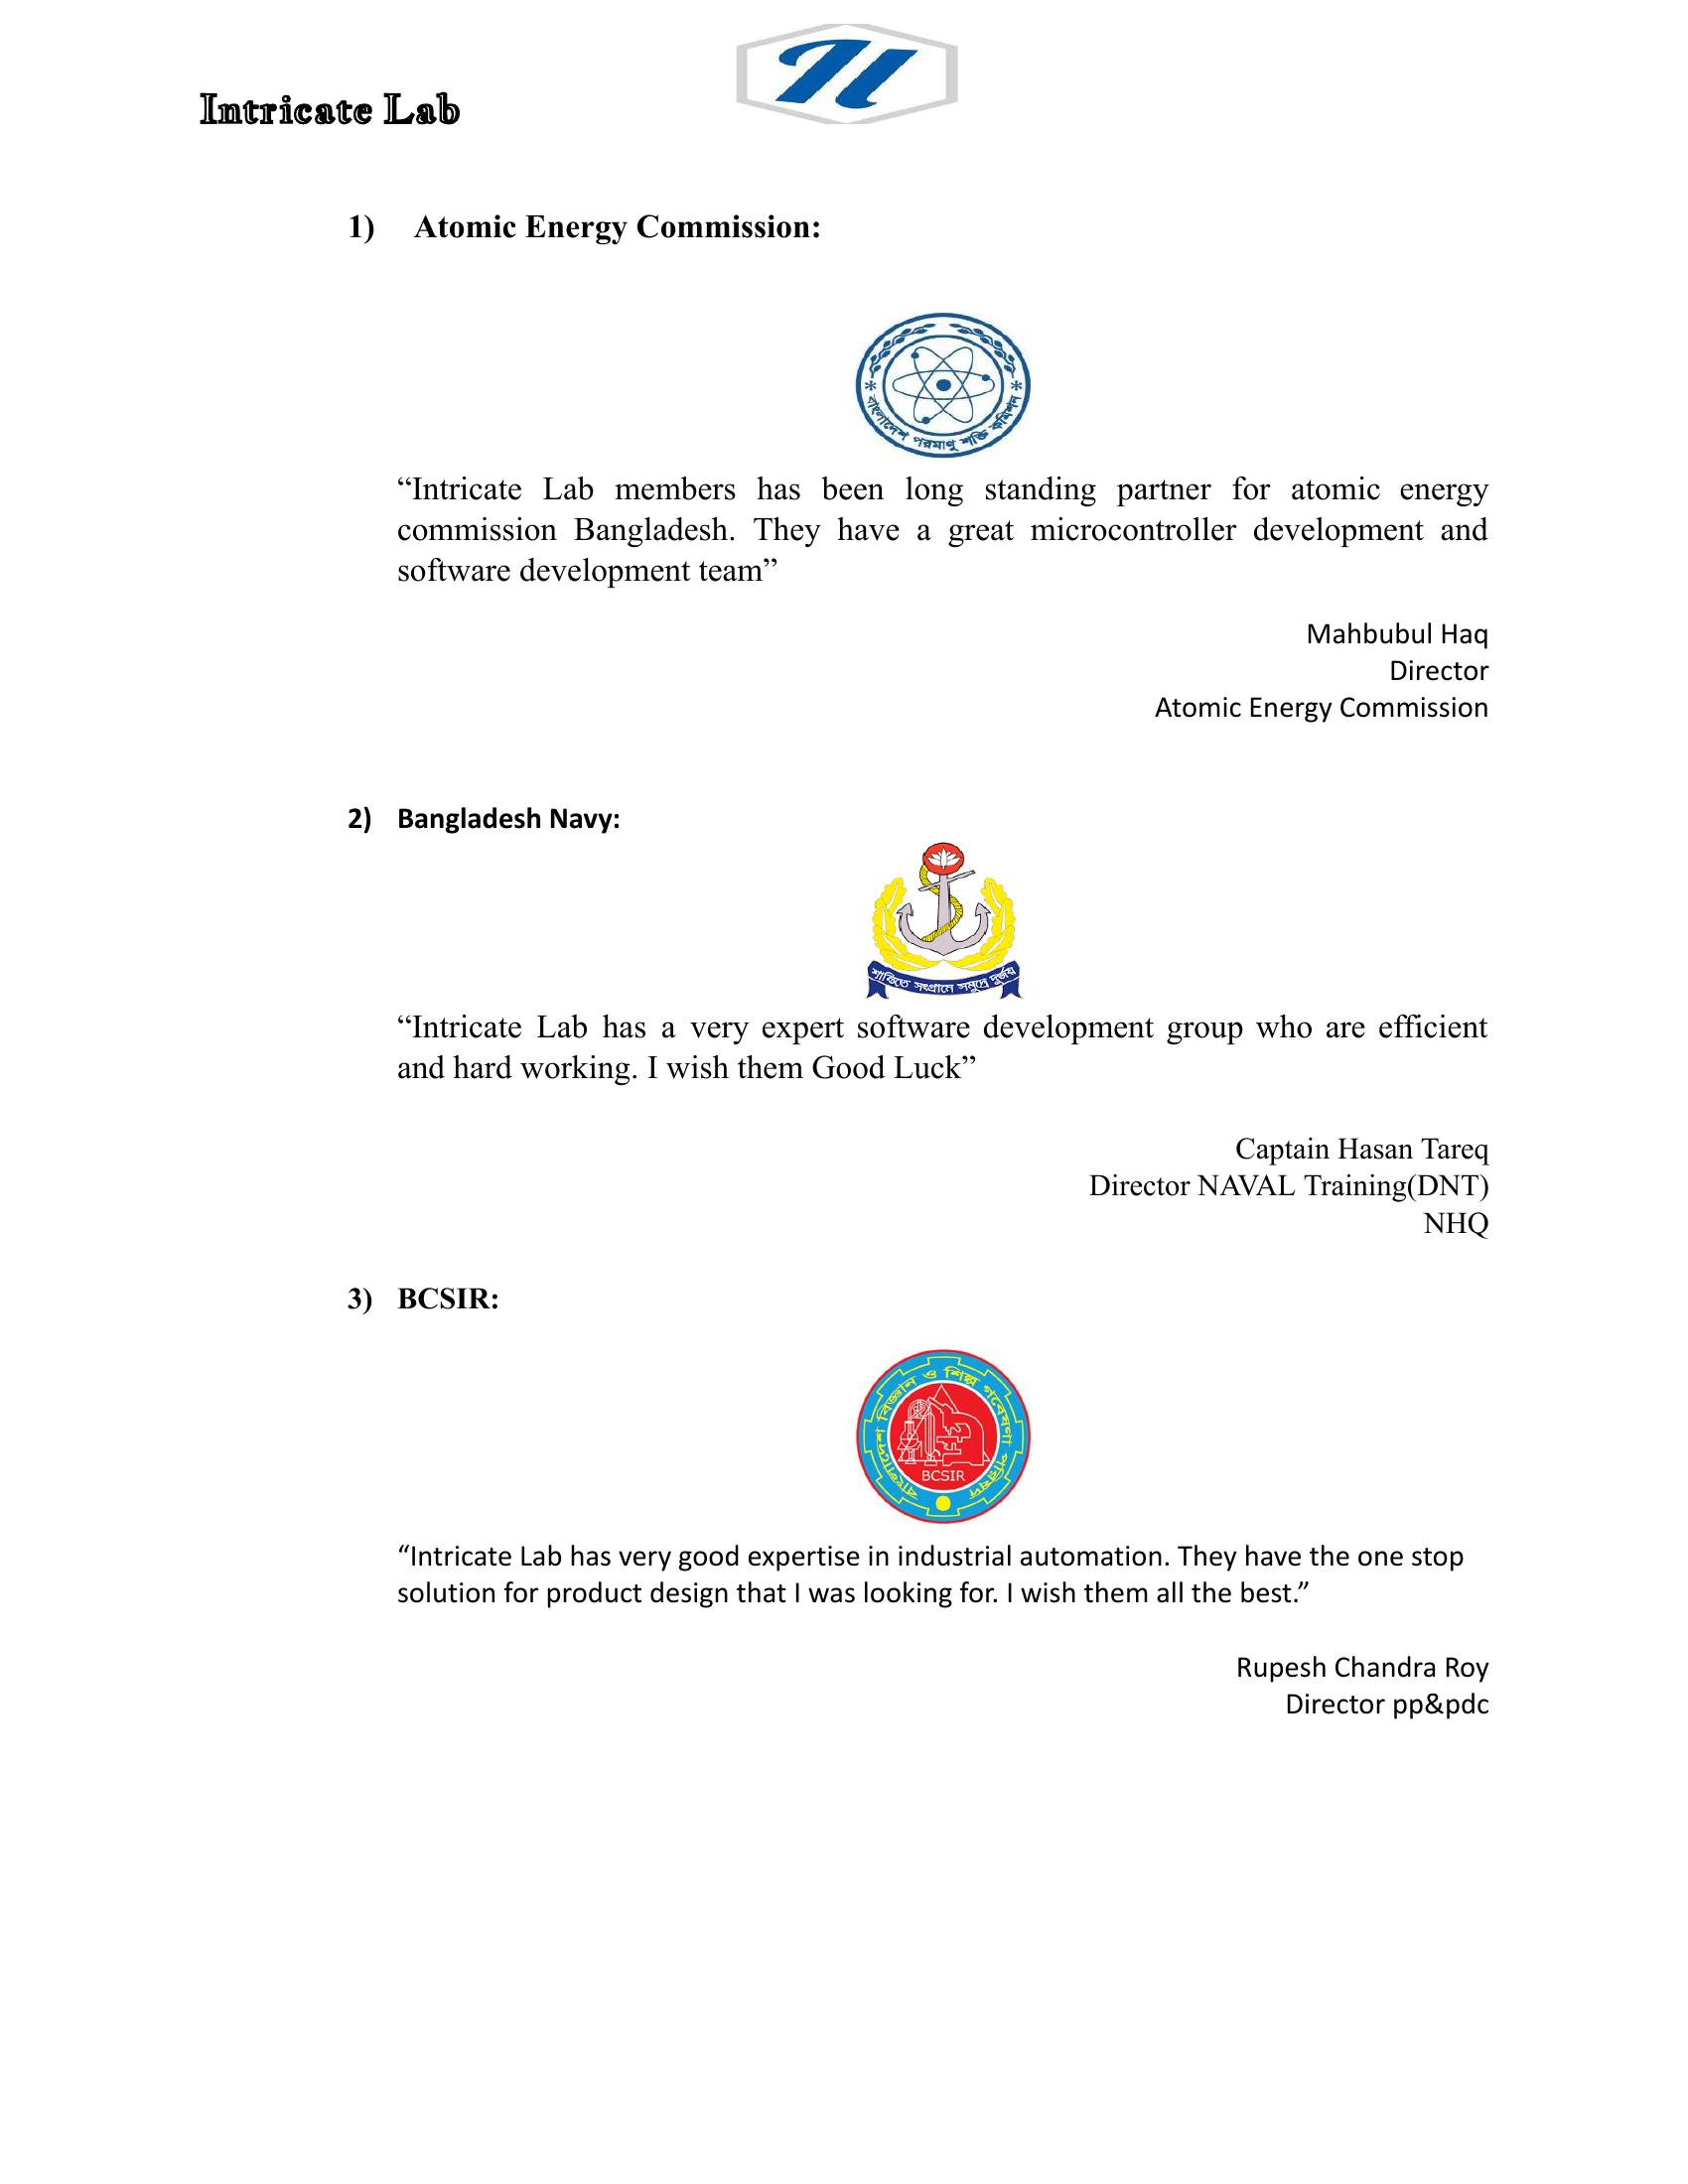 Intricate Lab
1) Atomic Energy Commission:
বাংলাদেশ পরমাণু শক্তি কমিশন
“Intricate Lab members has been long standing partner for atomic energy
commission Bangladesh. They have a great microcontroller development and
software development team”
Mahbubul Haq
Director
Atomic Energy Commission
2) Bangladesh Navy:
শান্তিতে সংগ্রামে সমুদ্রে দুর্জয়
“Intricate Lab has a very expert software development group who are efficient
and hard working. I wish them Good Luck”
Captain Hasan Tareq
Director NAVAL Training(DNT)
NHQ
3) BCSIR:
বাংলাদেশ বিজ্ঞান ও শিল্প গবেষণা পরিষদ
BCSIR
“Intricate Lab has very good expertise in industrial automation. They have the one stop
solution for product design that I was looking for. I wish them all the best.”
Rupesh Chandra Roy
Director pp&pdc